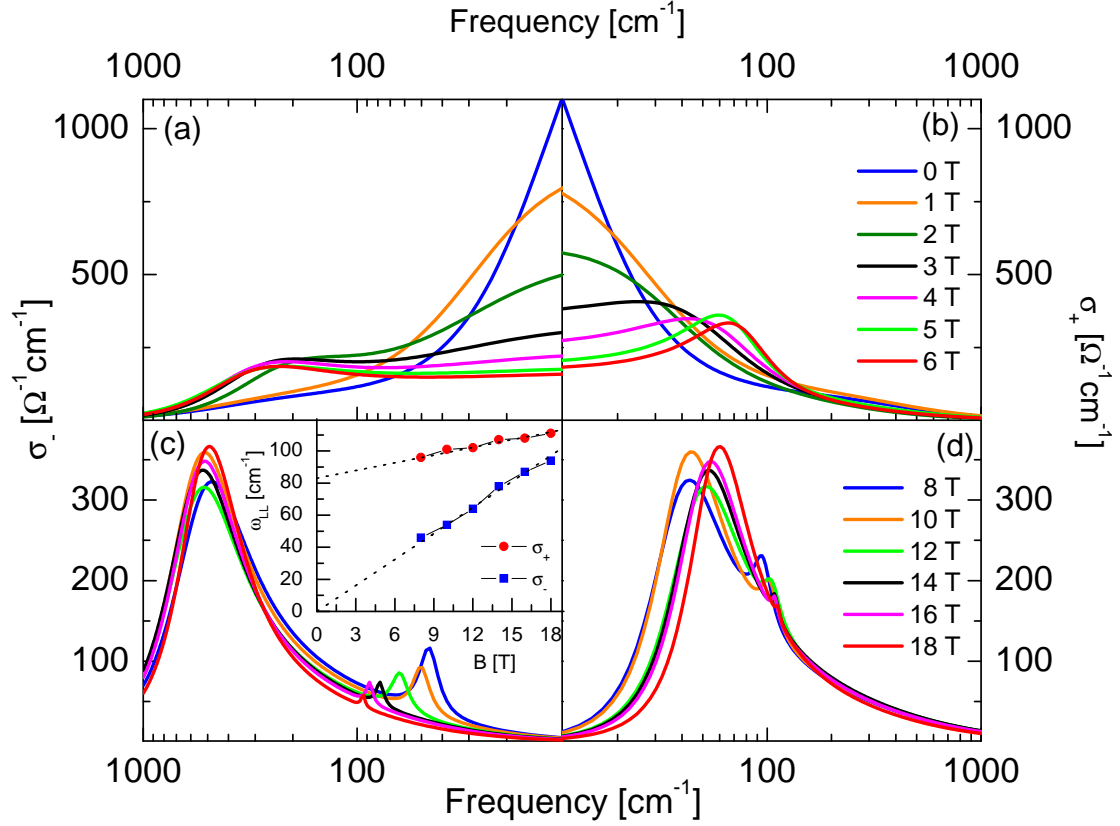 Frequency [cm⁻¹]
1000 100 100 1000
(a) (b)
1000 1000
500 500
0 T
1 T
2 T
3 T
4 T
5 T
6 T
σ₋ [Ω⁻¹cm⁻¹]
σ₊ [Ω⁻¹cm⁻¹]
(c) (d)
300 300
200 200
100 100
100
80
60
40
20
0
ω_LL [cm⁻¹]
σ₊
σ₋
0 3 6 9 12 15 18
B [T]
8 T
10 T
12 T
14 T
16 T
18 T
1000 100 100 1000
Frequency [cm⁻¹]